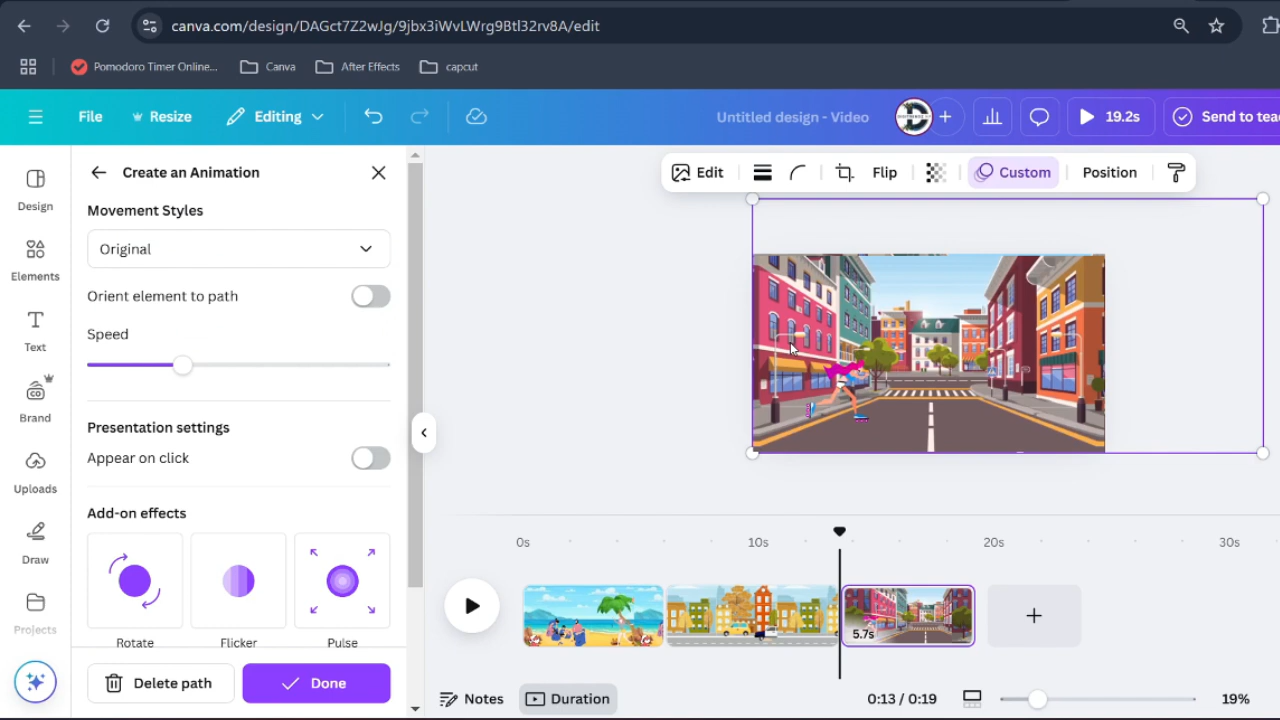 canva.com/design/DAGct7Z2wJg/9jbx3iWvLWrg9Btl32rv8A/edit
Pomodoro Timer Online...
Canva
After Effects
capcut
File
Resize
Editing
Untitled design - Video
19.2s
Send to tea
Design
Elements
Text
Brand
Uploads
Draw
Projects
Create an Animation
Movement Styles
Original
Orient element to path
Speed
Presentation settings
Appear on click
Add-on effects
Rotate
Flicker
Pulse
Delete path
Done
Edit
Flip
Custom
Position
0s
10s
20s
30s
5.7s
Notes
Duration
0:13 / 0:19
19%